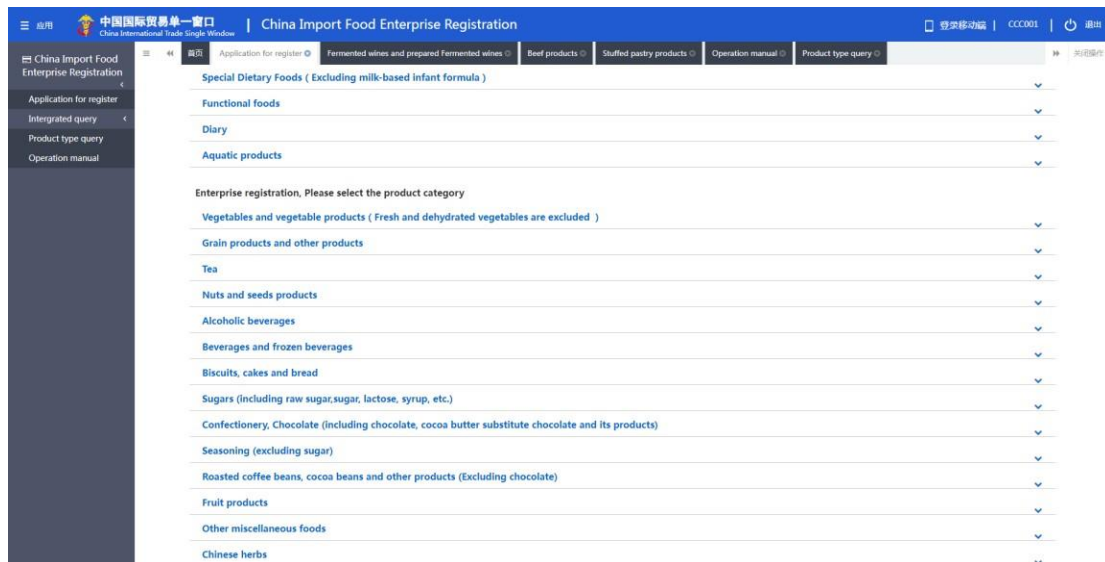 应用
中国国际贸易单一窗口
China International Trade Single Window
China Import Food Enterprise Registration
登录移动端
CCC001
退出
首页
Application for register
Fermented wines and prepared Fermented wines
Beef products
Stuffed pastry products
Operation manual
Product type query
关闭操作
China Import Food
Enterprise Registration
Application for register
Intergrated query
Product type query
Operation manual
Special Dietary Foods ( Excluding milk-based infant formula )
Functional foods
Diary
Aquatic products
Enterprise registration, Please select the product category
Vegetables and vegetable products ( Fresh and dehydrated vegetables are excluded )
Grain products and other products
Tea
Nuts and seeds products
Alcoholic beverages
Beverages and frozen beverages
Biscuits, cakes and bread
Sugars (including raw sugar,sugar, lactose, syrup, etc.)
Confectionery, Chocolate (including chocolate, cocoa butter substitute chocolate and its products)
Seasoning (excluding sugar)
Roasted coffee beans, cocoa beans and other products (Excluding chocolate)
Fruit products
Other miscellaneous foods
Chinese herbs